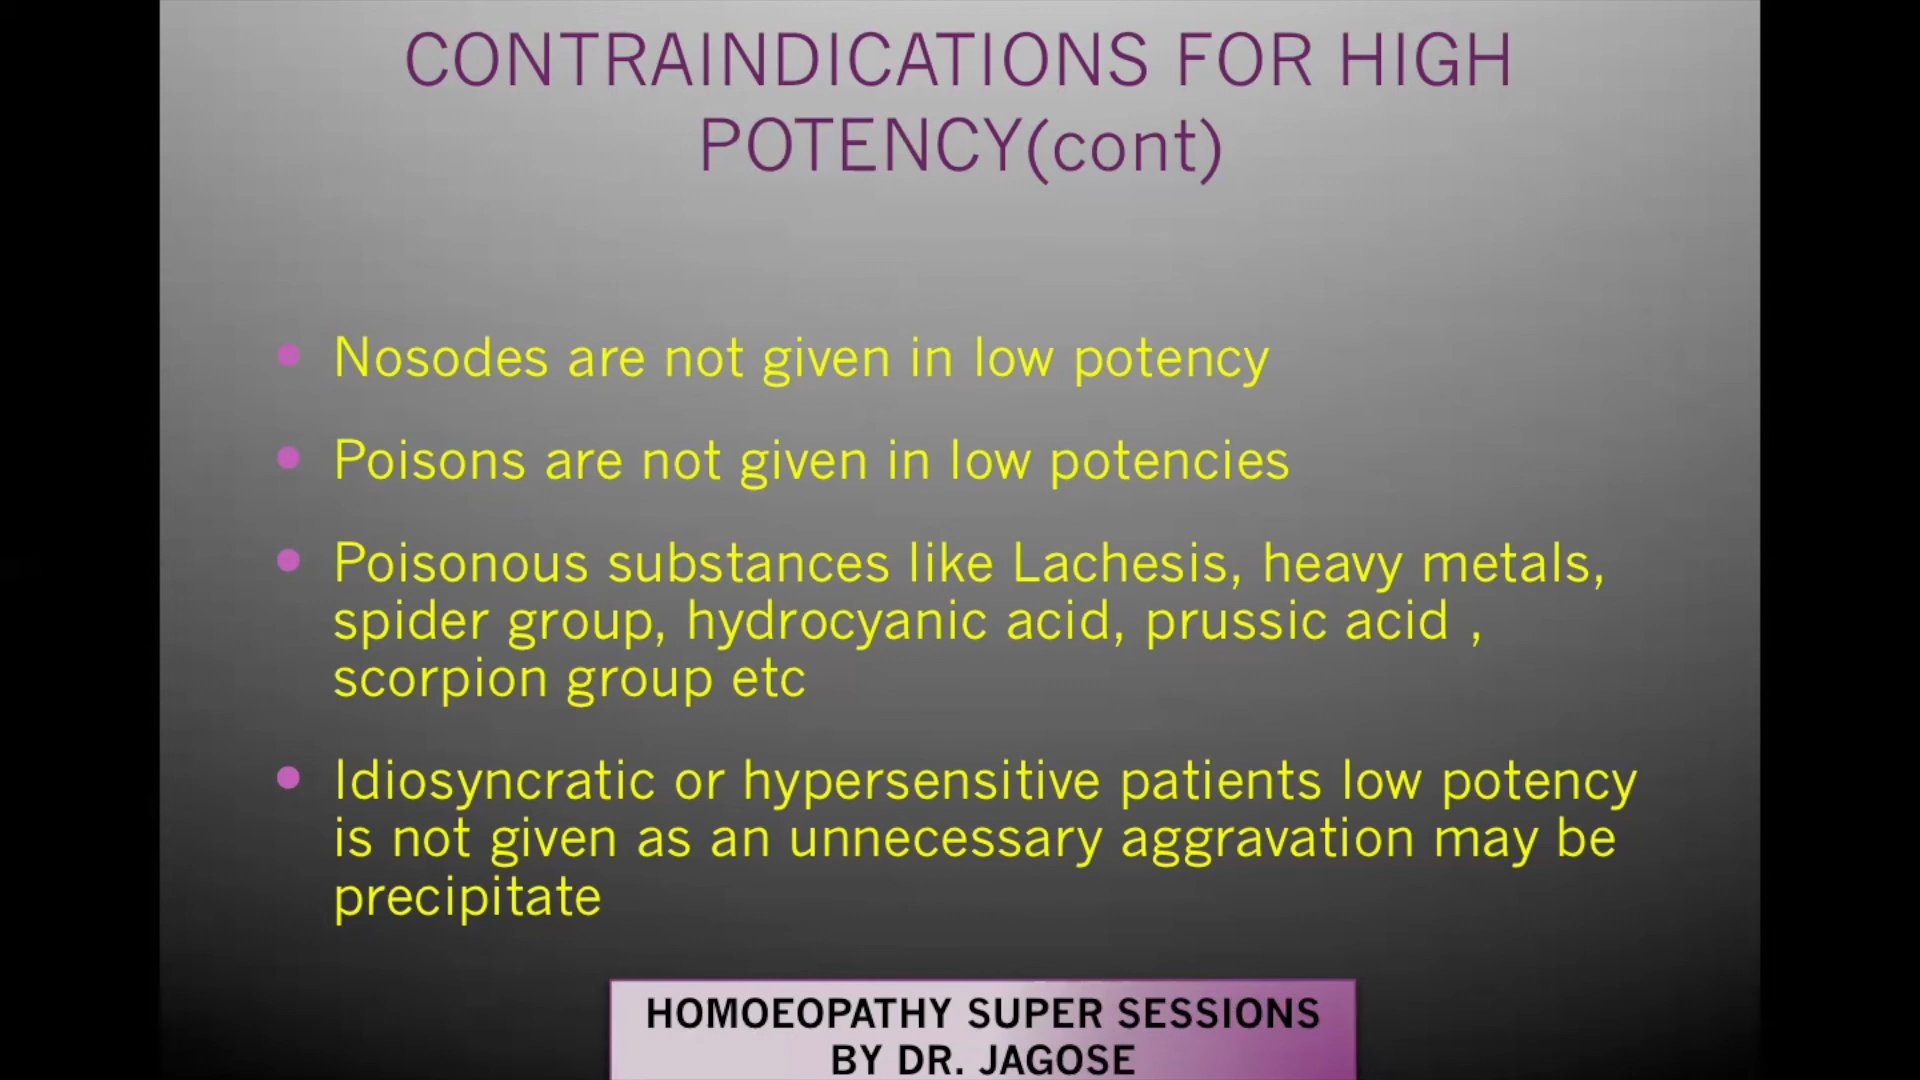 CONTRAINDICATIONS FOR HIGH
POTENCY(cont)
• Nosodes are not given in low potency
• Poisons are not given in low potencies
• Poisonous substances like Lachesis, heavy metals,
spider group, hydrocyanic acid, prussic acid ,
scorpion group etc
• Idiosyncratic or hypersensitive patients low potency
is not given as an unnecessary aggravation may be
precipitate
HOMOEOPATHY SUPER SESSIONS
BY DR. JAGOSE